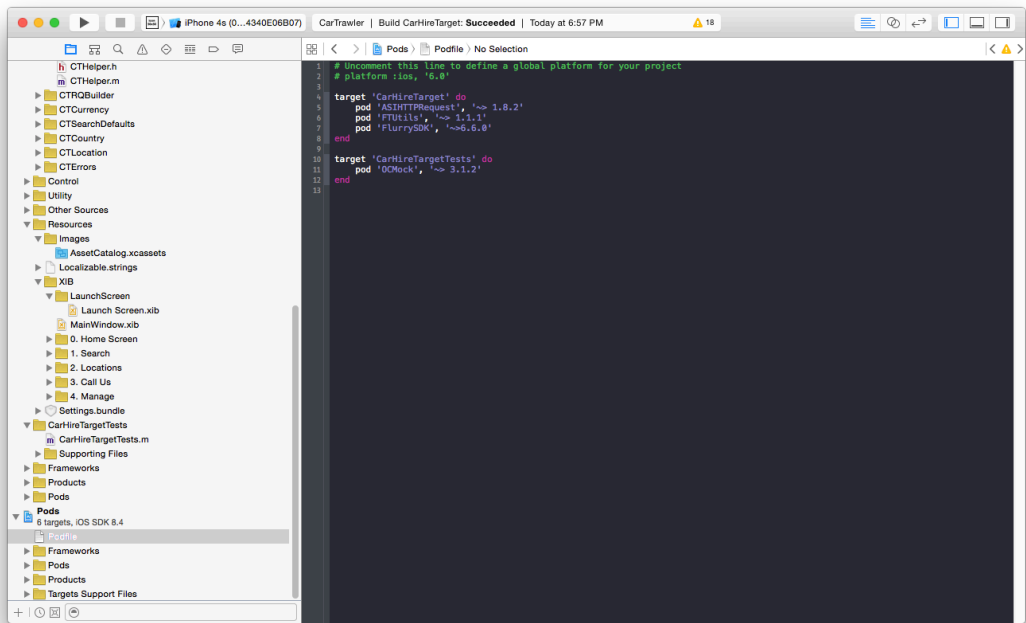 iPhone 4s (0...4340E06B07)
CarTrawler | Build CarHireTarget: Succeeded | Today at 6:57 PM
18
Pods
Podfile
No Selection
CTHelper.h
CTHelper.m
CTRQBuilder
CTCurrency
CTSearchDefaults
CTCountry
CTLocation
CTErrors
Control
Utility
Other Sources
Resources
Images
AssetCatalog.xcassets
Localizable.strings
XIB
LaunchScreen
Launch Screen.xib
MainWindow.xib
0. Home Screen
1. Search
2. Locations
3. Call Us
4. Manage
Settings.bundle
CarHireTargetTests
CarHireTargetTests.m
Supporting Files
Frameworks
Products
Pods
Pods
6 targets, iOS SDK 8.4
Podfile
Frameworks
Pods
Products
Targets Support Files
1 # Uncomment this line to define a global platform for your project
2 # platform :ios, '6.0'
3
4 target 'CarHireTarget' do
5 pod 'ASIHTTPRequest', '~> 1.8.2'
6 pod 'FTUtils', '~> 1.1.1'
7 pod 'FlurrySDK', '~>6.6.0'
8 end
9
10 target 'CarHireTargetTests' do
11 pod 'OCMock', '~> 3.1.2'
12 end
13